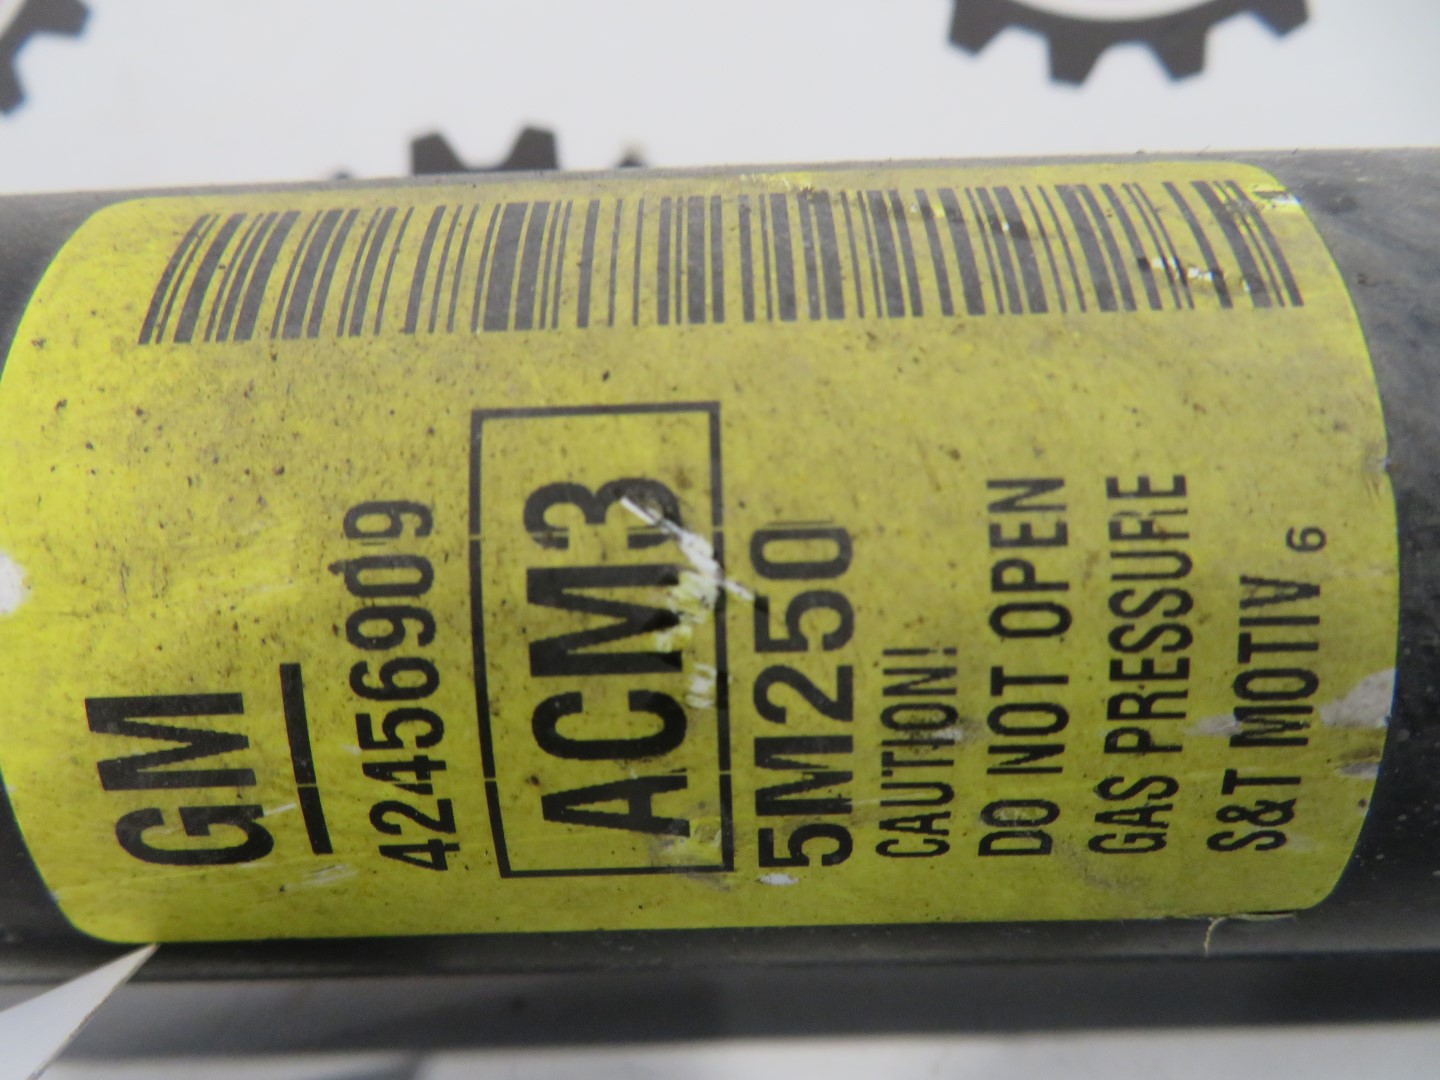 GM
42456909
ACM3
5M250
CAUTION!
DO NOT OPEN
GAS PRESSURE
S&T MOTIV 6